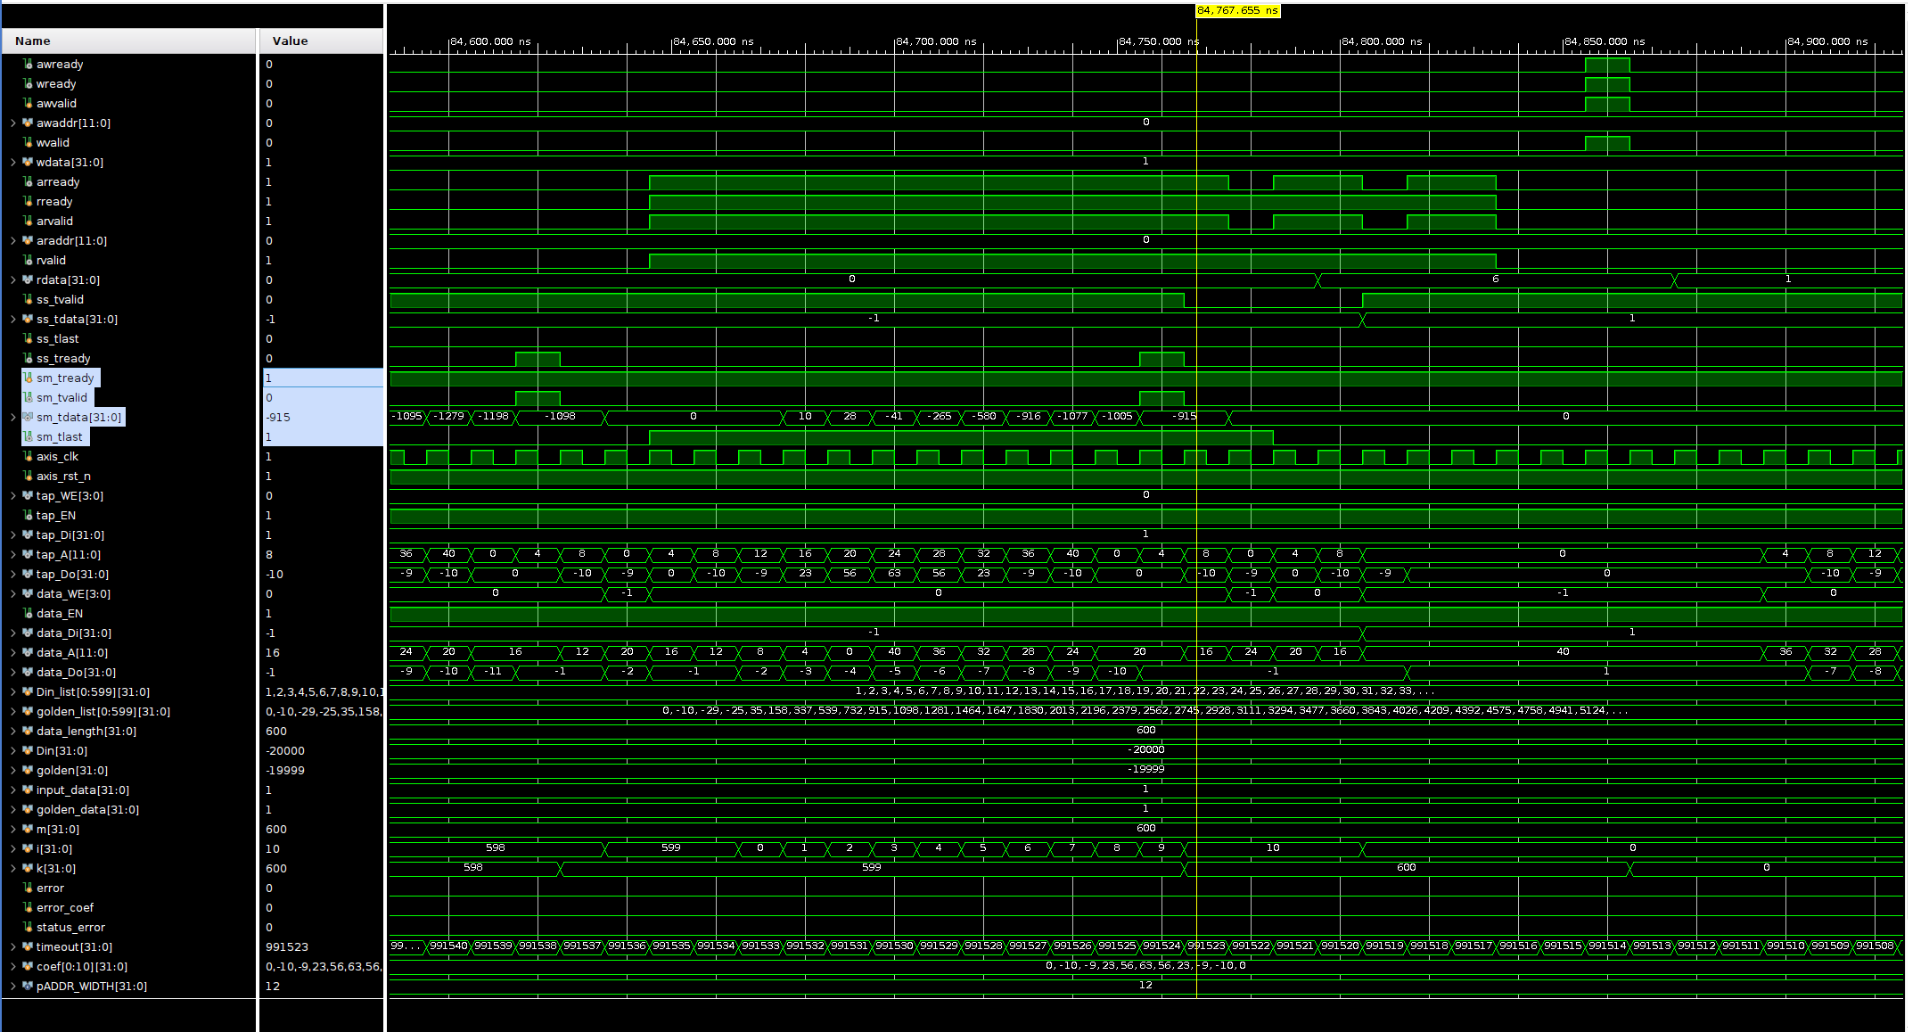 84,767.655 ns
Name Value 84,600.000 ns 84,650.000 ns 84,700.000 ns 84,750.000 ns 84,800.000 ns 84,850.000 ns 84,900.000 ns
awready 0
wready 0
awvalid 0
awaddr[11:0] 0 0
wvalid 0
wdata[31:0] 1 1
arready 1
rready 1
arvalid 1
araddr[11:0] 0 0
rvalid 1
rdata[31:0] 0 0 6 1
ss_tvalid 0
ss_tdata[31:0] -1 -1 1
ss_tlast 0
ss_tready 0
sm_tready 1
sm_tvalid 0
sm_tdata[31:0] -915 -1095 -1279 -1198 -1098 0 10 28 -41 -265 -580 -916 -1077 -1005 -915 0
sm_tlast 1
axis_clk 1
axis_rst_n 1
tap_WE[3:0] 0 0
tap_EN 1
tap_Di[31:0] 1 1
tap_A[11:0] 8 36 40 0 4 8 0 4 8 12 16 20 24 28 32 36 40 0 4 8 0 4 8 0 4 8 12
tap_Do[31:0] -10 -9 -10 0 -10 -9 0 -10 -9 23 56 63 56 23 -9 -10 0 -10 -9 0 -10 -9 0 -10 -9
data_WE[3:0] 0 0 -1 0 -1 0 -1 0
data_EN 1
data_Di[31:0] -1 -1 1
data_A[11:0] 16 24 20 16 12 20 16 12 8 4 0 40 36 32 28 24 20 16 24 20 16 40 36 32 28
data_Do[31:0] -1 -9 -10 -11 -1 -2 -1 -2 -3 -4 -5 -6 -7 -8 -9 -10 -1 1 -7 -8
Din_list[0:599][31:0] 1,2,3,4,5,6,7,8,9,10,1 1,2,3,4,5,6,7,8,9,10,11,12,13,14,15,16,17,18,19,20,21,22,23,24,25,26,27,28,29,30,31,32,33,...
golden_list[0:599][31:0] 0,-10,-29,-25,35,158, 0,-10,-29,-25,35,158,337,539,732,915,1098,1281,1464,1647,1830,2013,2196,2379,2562,2745,2928,3111,3294,3477,3660,3843,4026,4209,4392,4575,4758,4941,5124,...
data_length[31:0] 600 600
Din[31:0] -20000 -20000
golden[31:0] -19999 -19999
input_data[31:0] 1 1
golden_data[31:0] 1 1
m[31:0] 600 600
i[31:0] 10 598 599 0 1 2 3 4 5 6 7 8 9 10 0
k[31:0] 600 598 599 600 0
error 0
error_coef 0
status_error 0
timeout[31:0] 991523 99... 991540 991539 991538 991537 991536 991535 991534 991533 991532 991531 991530 991529 991528 991527 991526 991525 991524 991523 991522 991521 991520 991519 991518 991517 991516 991515 991514 991513 991512 991511 991510 991509 991508
coef[0:10][31:0] 0,-10,-9,23,56,63,56, 0,-10,-9,23,56,63,56,23,-9,-10,0
pADDR_WIDTH[31:0] 12 12